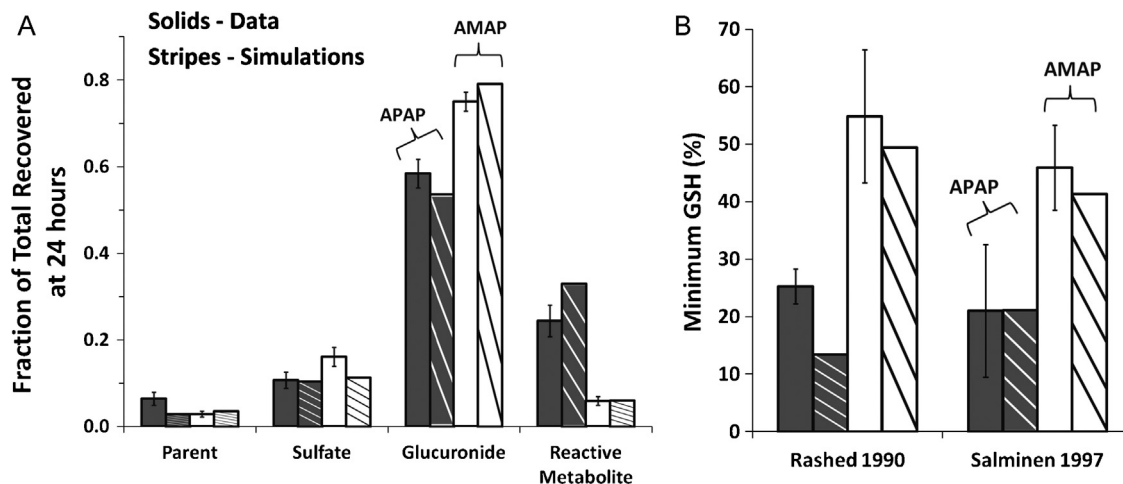 A
Solids - Data
Stripes - Simulations
AMAP
APAP
Fraction of Total Recovered
at 24 hours
0.8
0.6
0.4
0.2
0.0
Parent
Sulfate
Glucuronide
Reactive
Metabolite
B
Minimum GSH (%)
70
60
50
40
30
20
10
0
AMAP
APAP
Rashed 1990
Salminen 1997